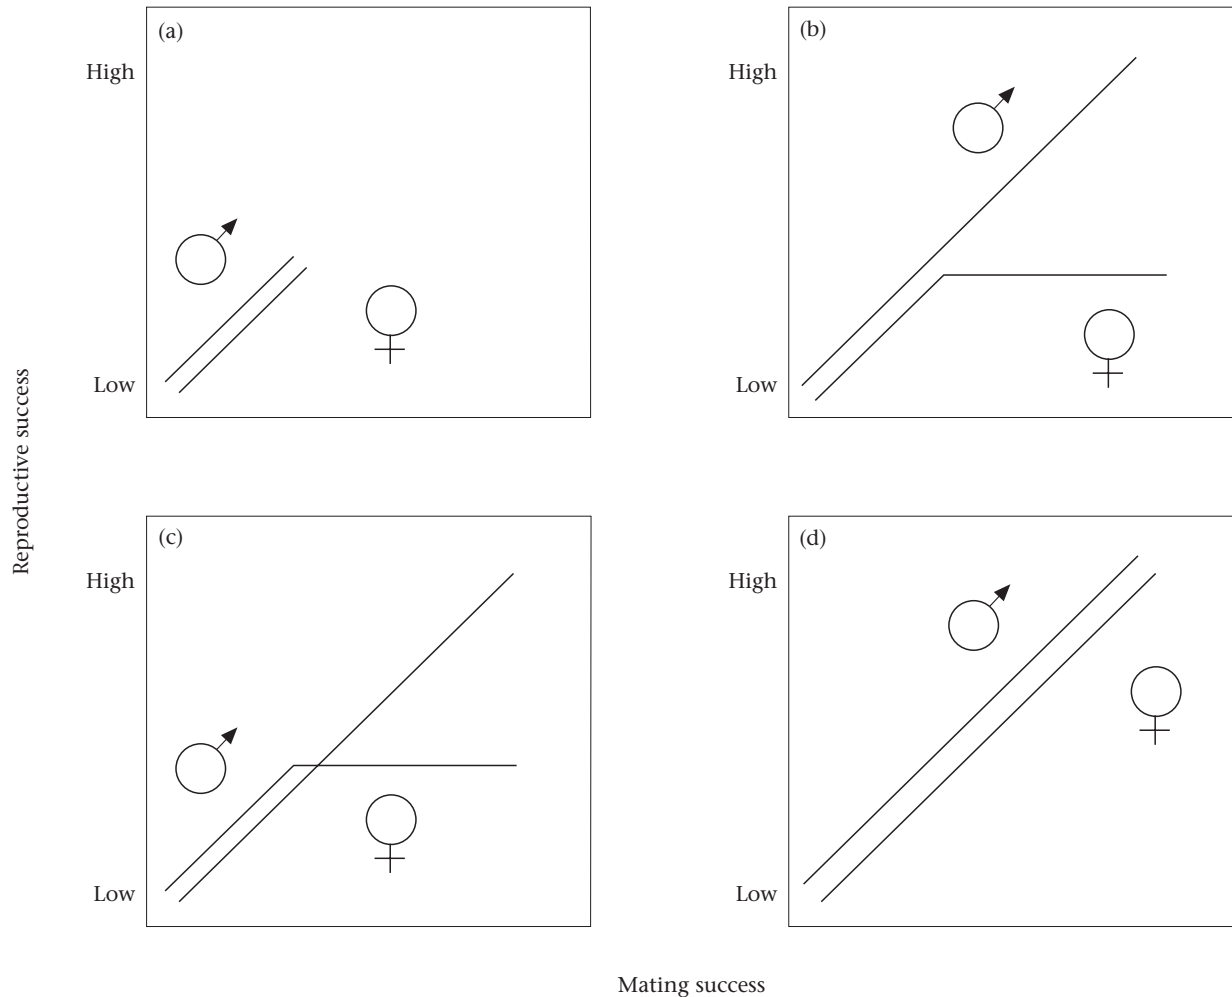 (a)
High
Low
(b)
High
Low
Reproductive success
(c)
High
Low
(d)
High
Low
Mating success